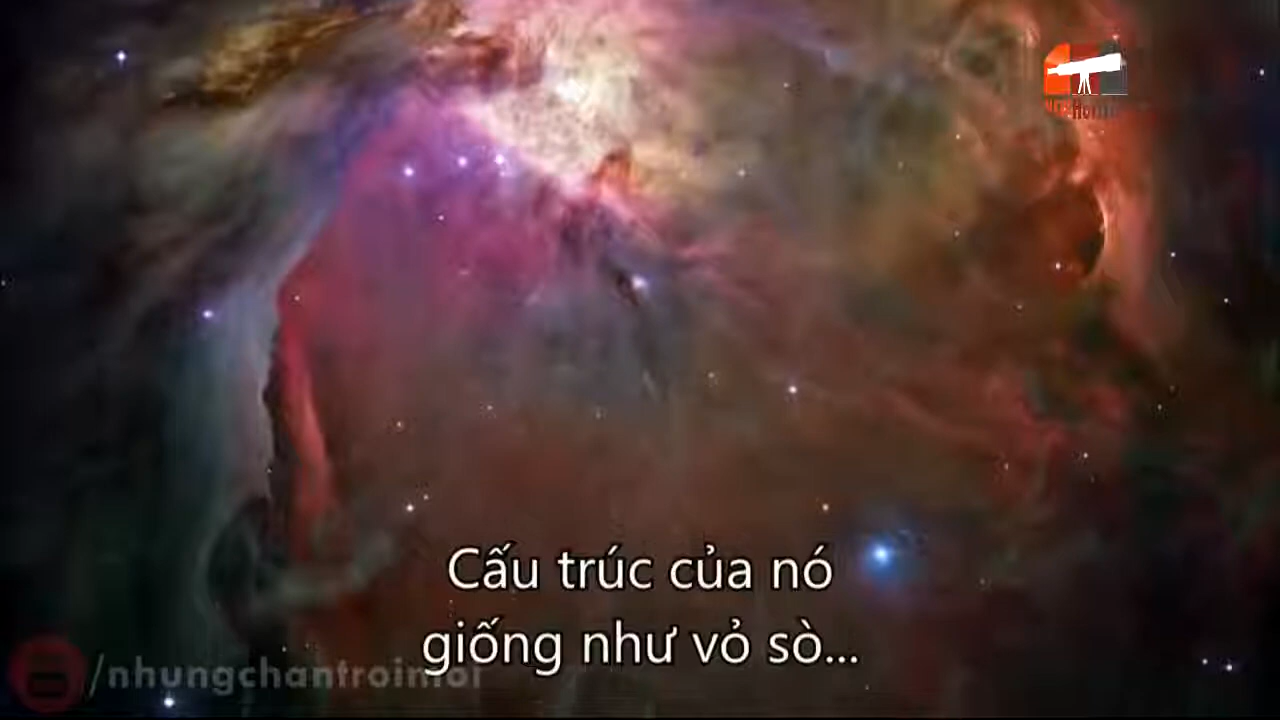 Cấu trúc của nó
giống như vỏ sò...
/nhungchantroimoi